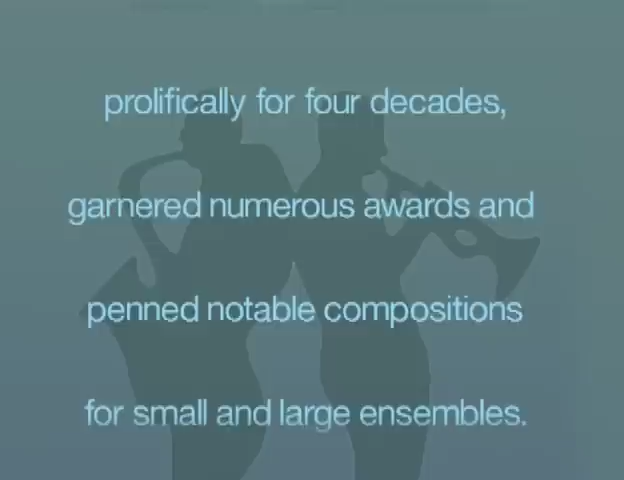 prolifically for four decades,
garnered numerous awards and
penned notable compositions
for small and large ensembles.